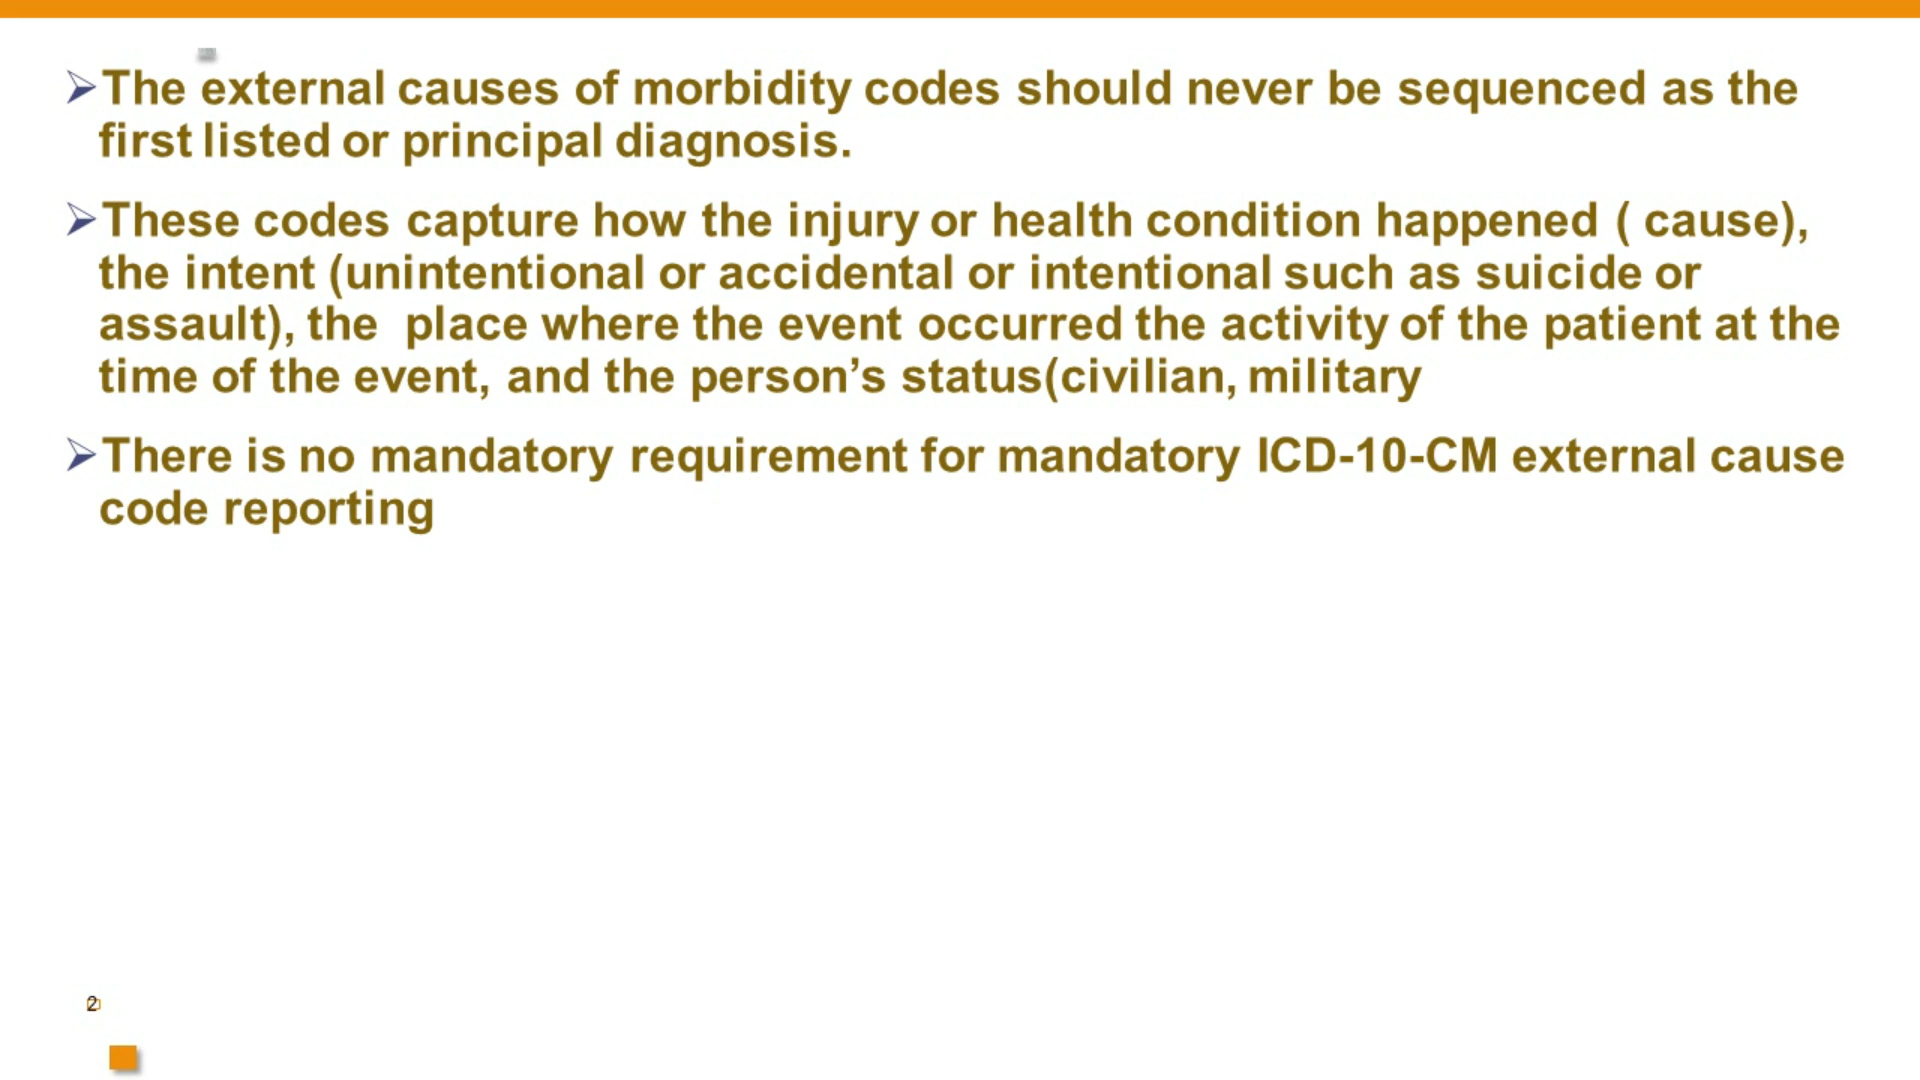 The external causes of morbidity codes should never be sequenced as the
first listed or principal diagnosis.
These codes capture how the injury or health condition happened ( cause),
the intent (unintentional or accidental or intentional such as suicide or
assault), the  place where the event occurred the activity of the patient at the
time of the event, and the person’s status(civilian, military
There is no mandatory requirement for mandatory ICD-10-CM external cause
code reporting
2